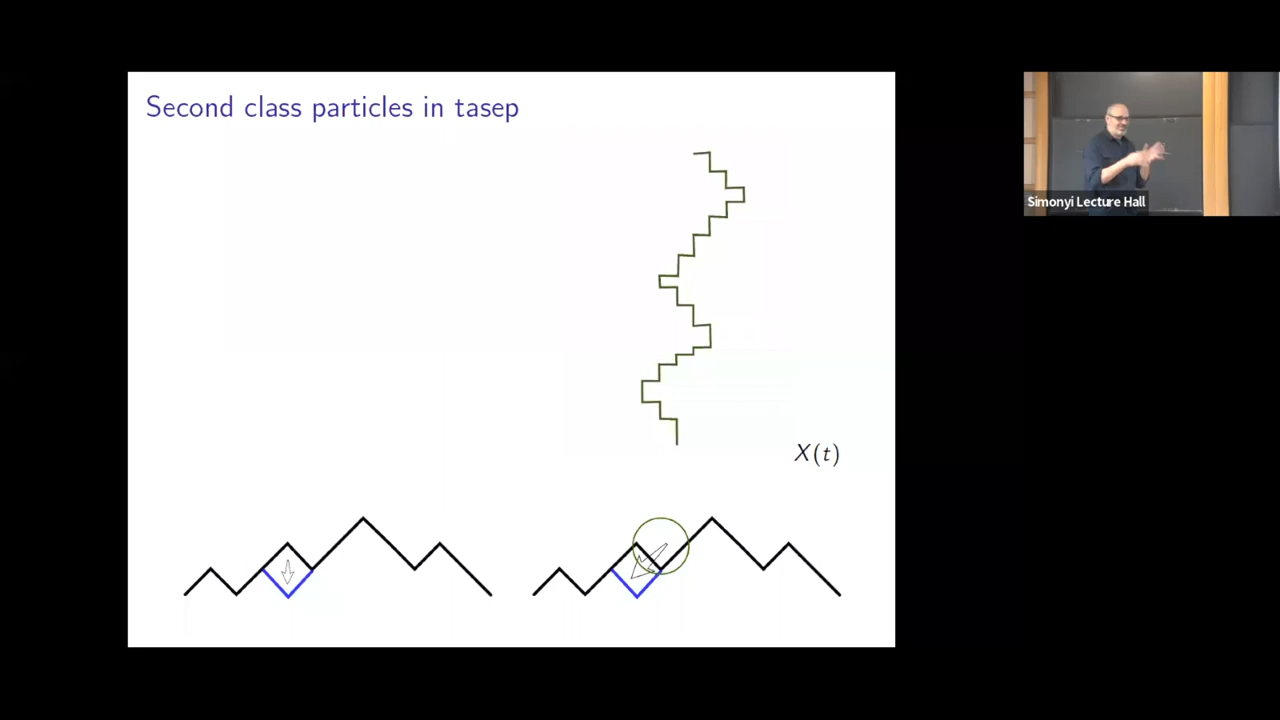 Second class particles in tasep
Simonyi Lecture Hall
X(t)